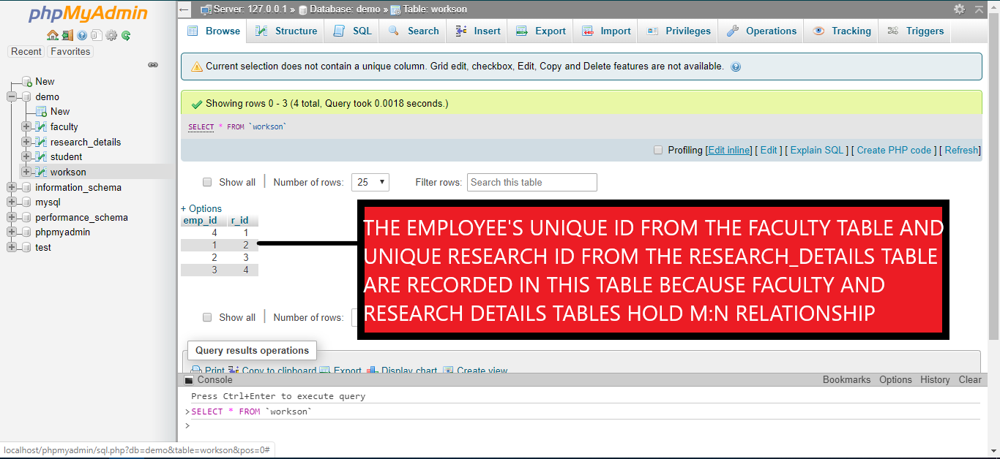 phpMyAdmin
Recent Favorites
New
demo
New
faculty
research_details
student
workson
information_schema
mysql
performance_schema
phpmyadmin
test
Server: 127.0.0.1 » Database: demo » Table: workson
Browse Structure SQL Search Insert Export Import Privileges Operations Tracking Triggers
Current selection does not contain a unique column. Grid edit, checkbox, Edit, Copy and Delete features are not available.
Showing rows 0 - 3 (4 total, Query took 0.0018 seconds.)
SELECT * FROM `workson`
Profiling [Edit inline] [ Edit ] [ Explain SQL ] [ Create PHP code ] [ Refresh]
Show all Number of rows: 25 Filter rows: Search this table
+ Options
emp_id r_id
4 1
1 2
2 3
3 4
THE EMPLOYEE'S UNIQUE ID FROM THE FACULTY TABLE AND
UNIQUE RESEARCH ID FROM THE RESEARCH_DETAILS TABLE
ARE RECORDED IN THIS TABLE BECAUSE FACULTY AND
RESEARCH DETAILS TABLES HOLD M:N RELATIONSHIP
Show all Number of rows:
Query results operations
Print Copy to clipboard Export Display chart Create view
Console Bookmarks Options History Clear
Press Ctrl+Enter to execute query
>SELECT * FROM `workson`
>
localhost/phpmyadmin/sql.php?db=demo&table=workson&pos=0#